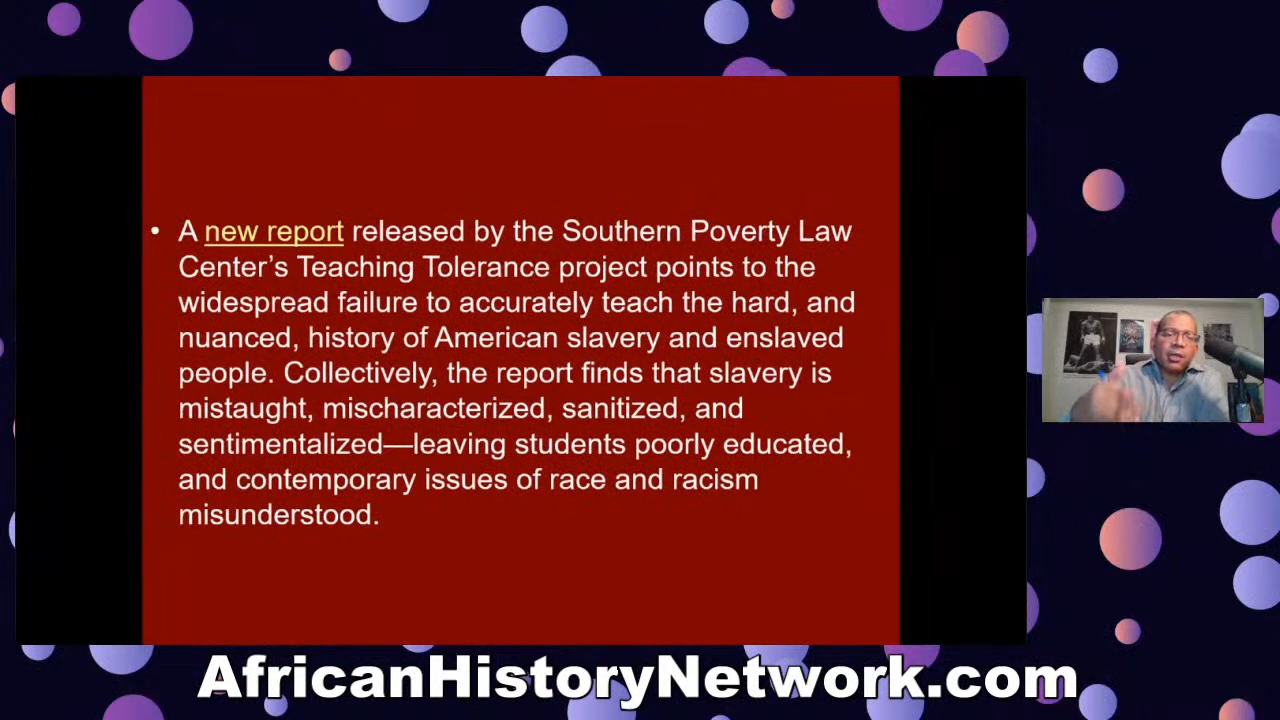 • A new report released by the Southern Poverty Law
Center’s Teaching Tolerance project points to the
widespread failure to accurately teach the hard, and
nuanced, history of American slavery and enslaved
people. Collectively, the report finds that slavery is
mistaught, mischaracterized, sanitized, and
sentimentalized—leaving students poorly educated,
and contemporary issues of race and racism
misunderstood.
AfricanHistoryNetwork.com